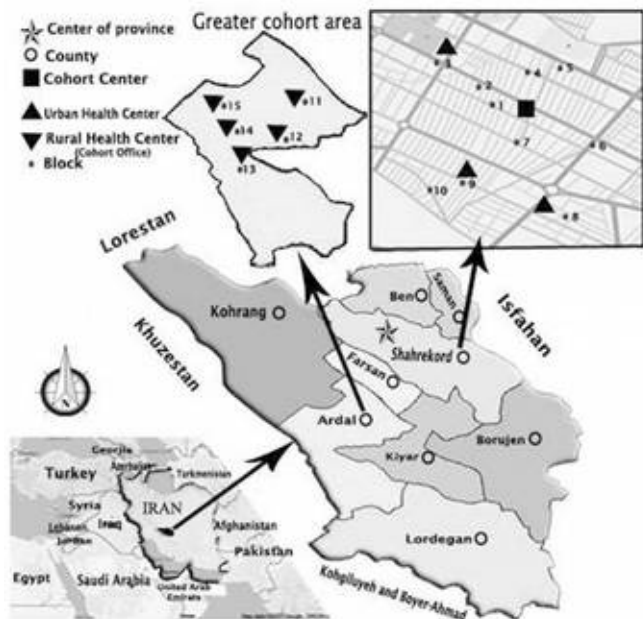 Greater cohort area
Center of province
County
Cohort Center
Urban Health Center
Rural Health Center
(Cohort Office)
Block
15
11
14
12
13
3
4
5
2
1
7
6
10
9
8
Lorestan
Khuzestan
Isfahan
Kohgiluyeh and Boyer-Ahmad
Kohrang
Ben
Saman
Shahrekord
Farsan
Ardal
Kiyar
Borujen
Lordegan
N
Georgia
Azerbaijan
Turkmenistan
Turkey
Syria
IRAN
Lebanon
Iraq
Afghanistan
Jordan
Pakistan
Egypt
Saudi Arabia
United Arab
Emirates